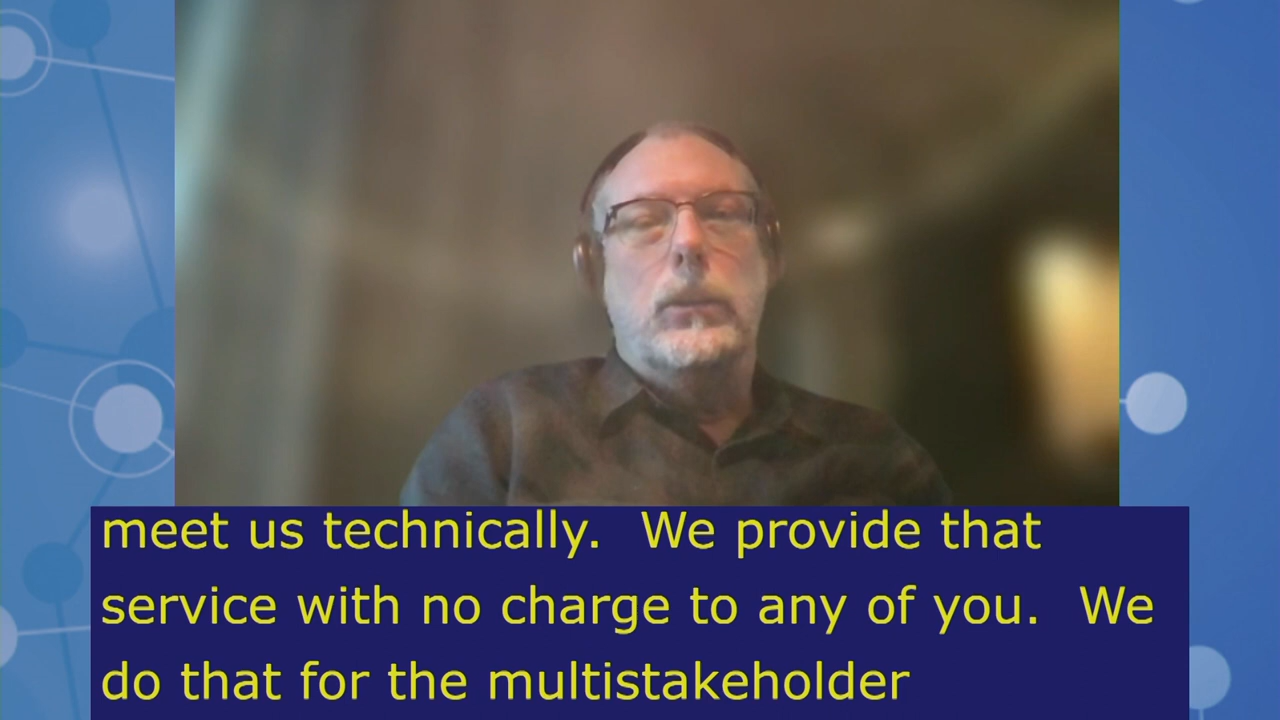 meet us technically.  We provide that
service with no charge to any of you.  We
do that for the multistakeholder